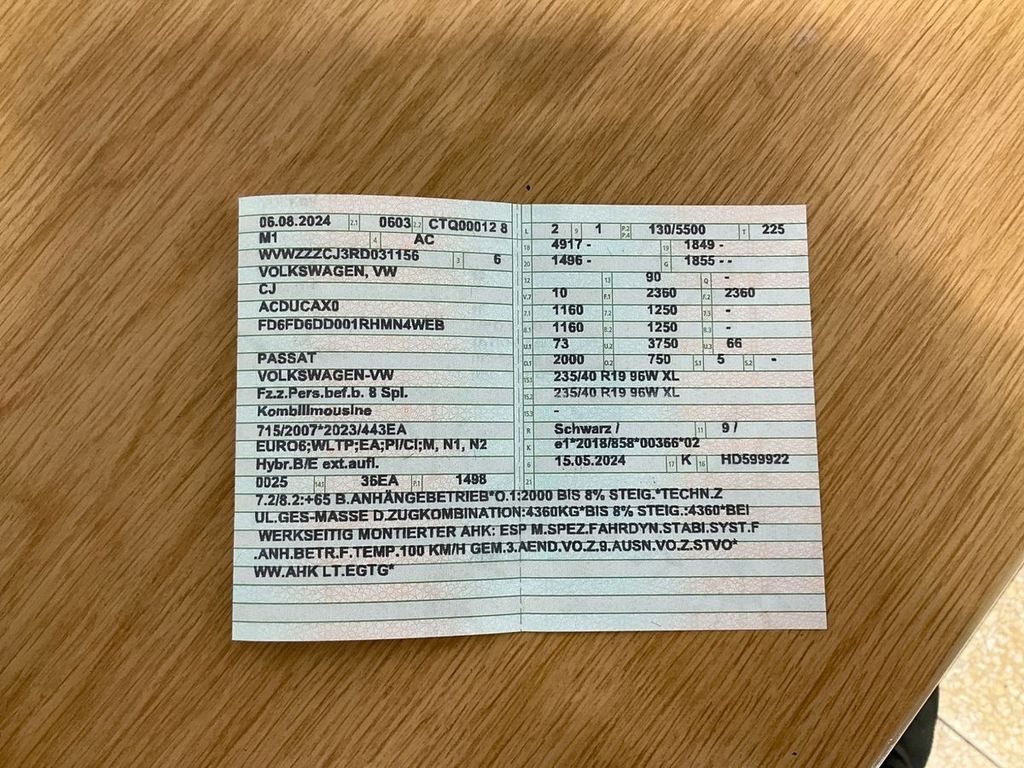 06.08.2024 2.1 0603 2.2 CTQ00012 8
M1 4 AC
WVWZZZCJ3RD031156 3 6
VOLKSWAGEN, VW
CJ
ACDUCAX0
FD6FD6DD001RHMN4WEB
PASSAT
VOLKSWAGEN-VW
Fz.z.Pers.bef.b. 8 Spl.
Kombilimousine
715/2007*2023/443EA
EURO6;WLTP;EA;PI/CI;M, N1, N2
Hybr.B/E ext.aufl.
0025 14.1 36EA P.1 1498
L 2 9 1 P.2 P.4 130/5500 T 225
18 4917 - 19 1849 -
20 1496 - G 1855 - -
12 13 90 Q -
V.7 10 F.1 2360 F.2 2360
7.1 1160 7.2 1250 7.3 -
8.1 1160 8.2 1250 8.3 -
U.1 73 U.2 3750 U.3 66
O.1 2000 O.2 750 S.1 5 S.2 -
15.1 235/40 R19 96W XL
15.2 235/40 R19 96W XL
15.3 -
R Schwarz / 11 9 /
K e1*2018/858*00366*02
6 15.05.2024 17 K 16 HD599922
21
7.2/8.2:+65 B.ANHÄNGEBETRIEB*O.1:2000 BIS 8% STEIG.*TECHN.Z
UL.GES-MASSE D.ZUGKOMBINATION:4360KG*BIS 8% STEIG.:4360*BEI
WERKSEITIG MONTIERTER AHK: ESP M.SPEZ.FAHRDYN.STABI.SYST.F
.ANH.BETR.F.TEMP.100 KM/H GEM.3.AEND.VO.Z.9.AUSN.VO.Z.STVO*
WW.AHK LT.EGTG*